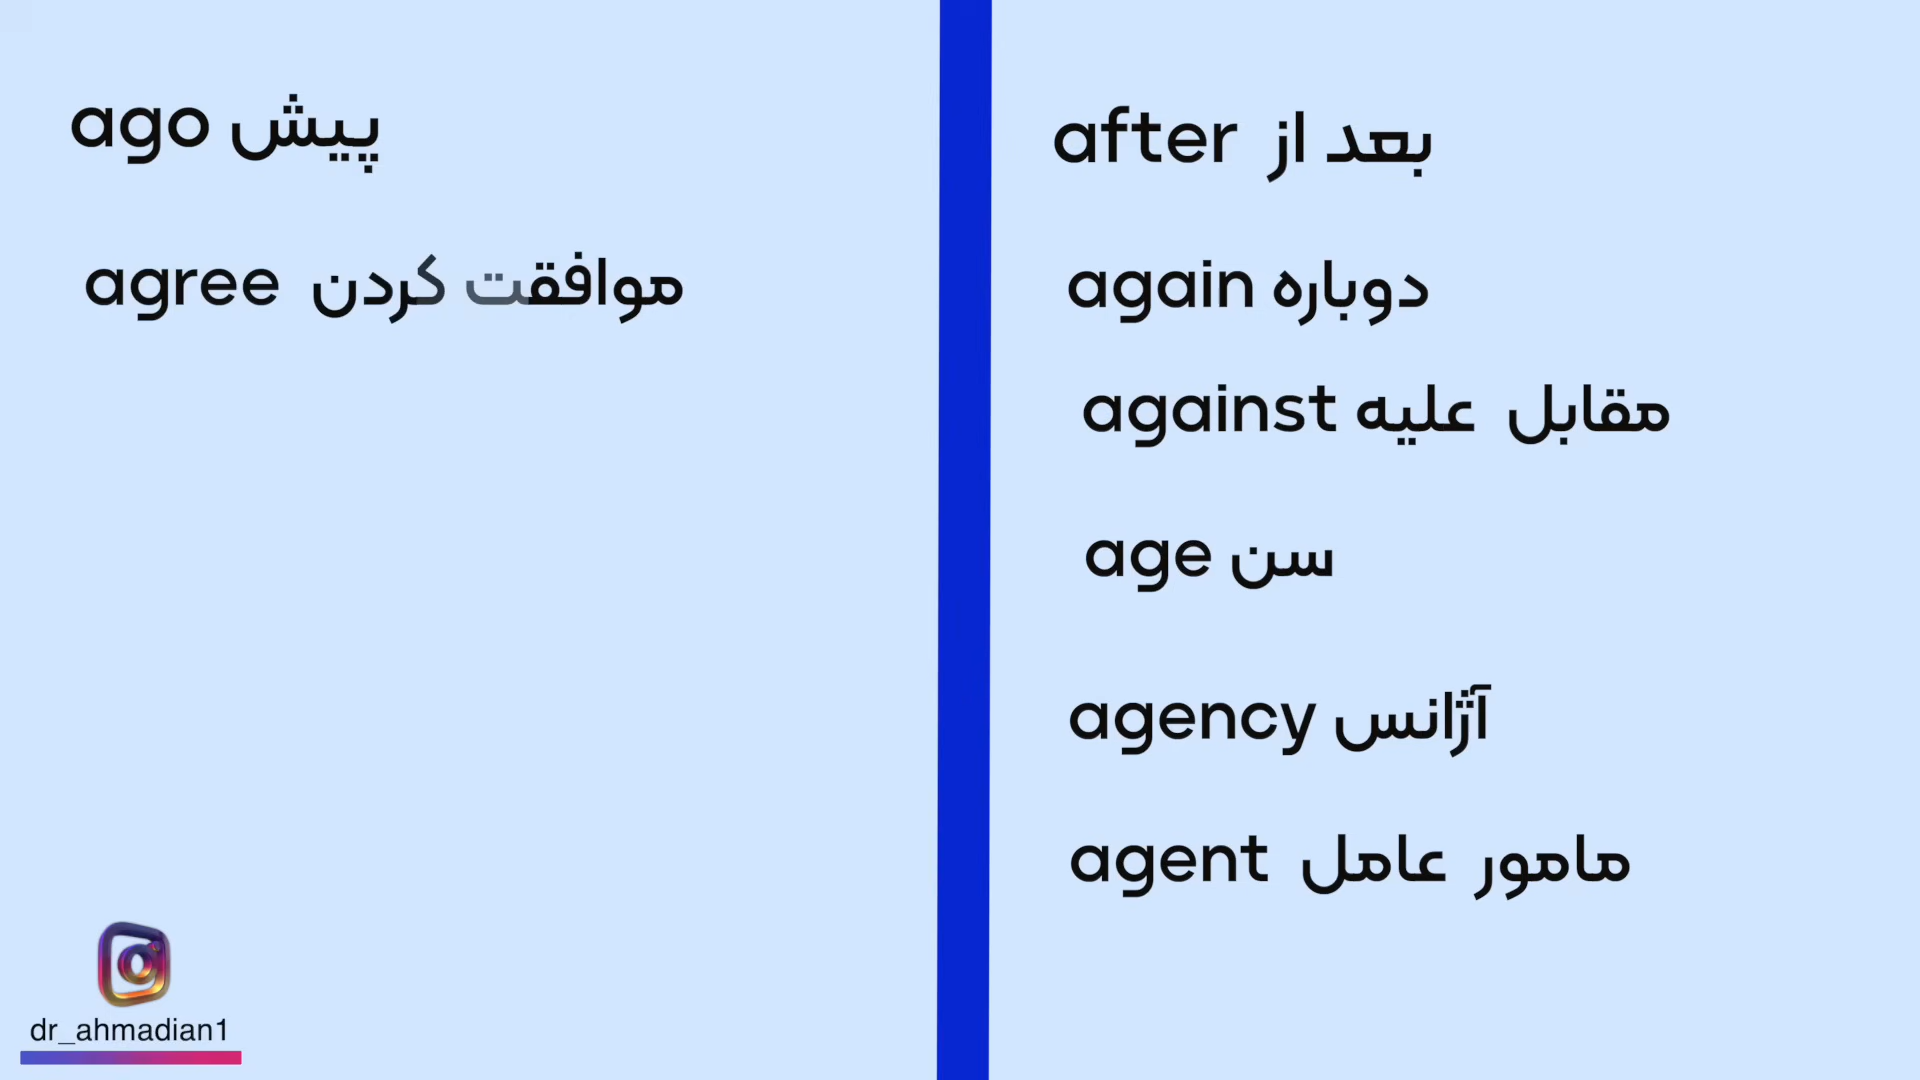 ago پیش
agree موافقت کردن
after بعد از
again دوباره
against مقابل علیه
age سن
agency آژانس
agent مامور عامل
dr_ahmadian1